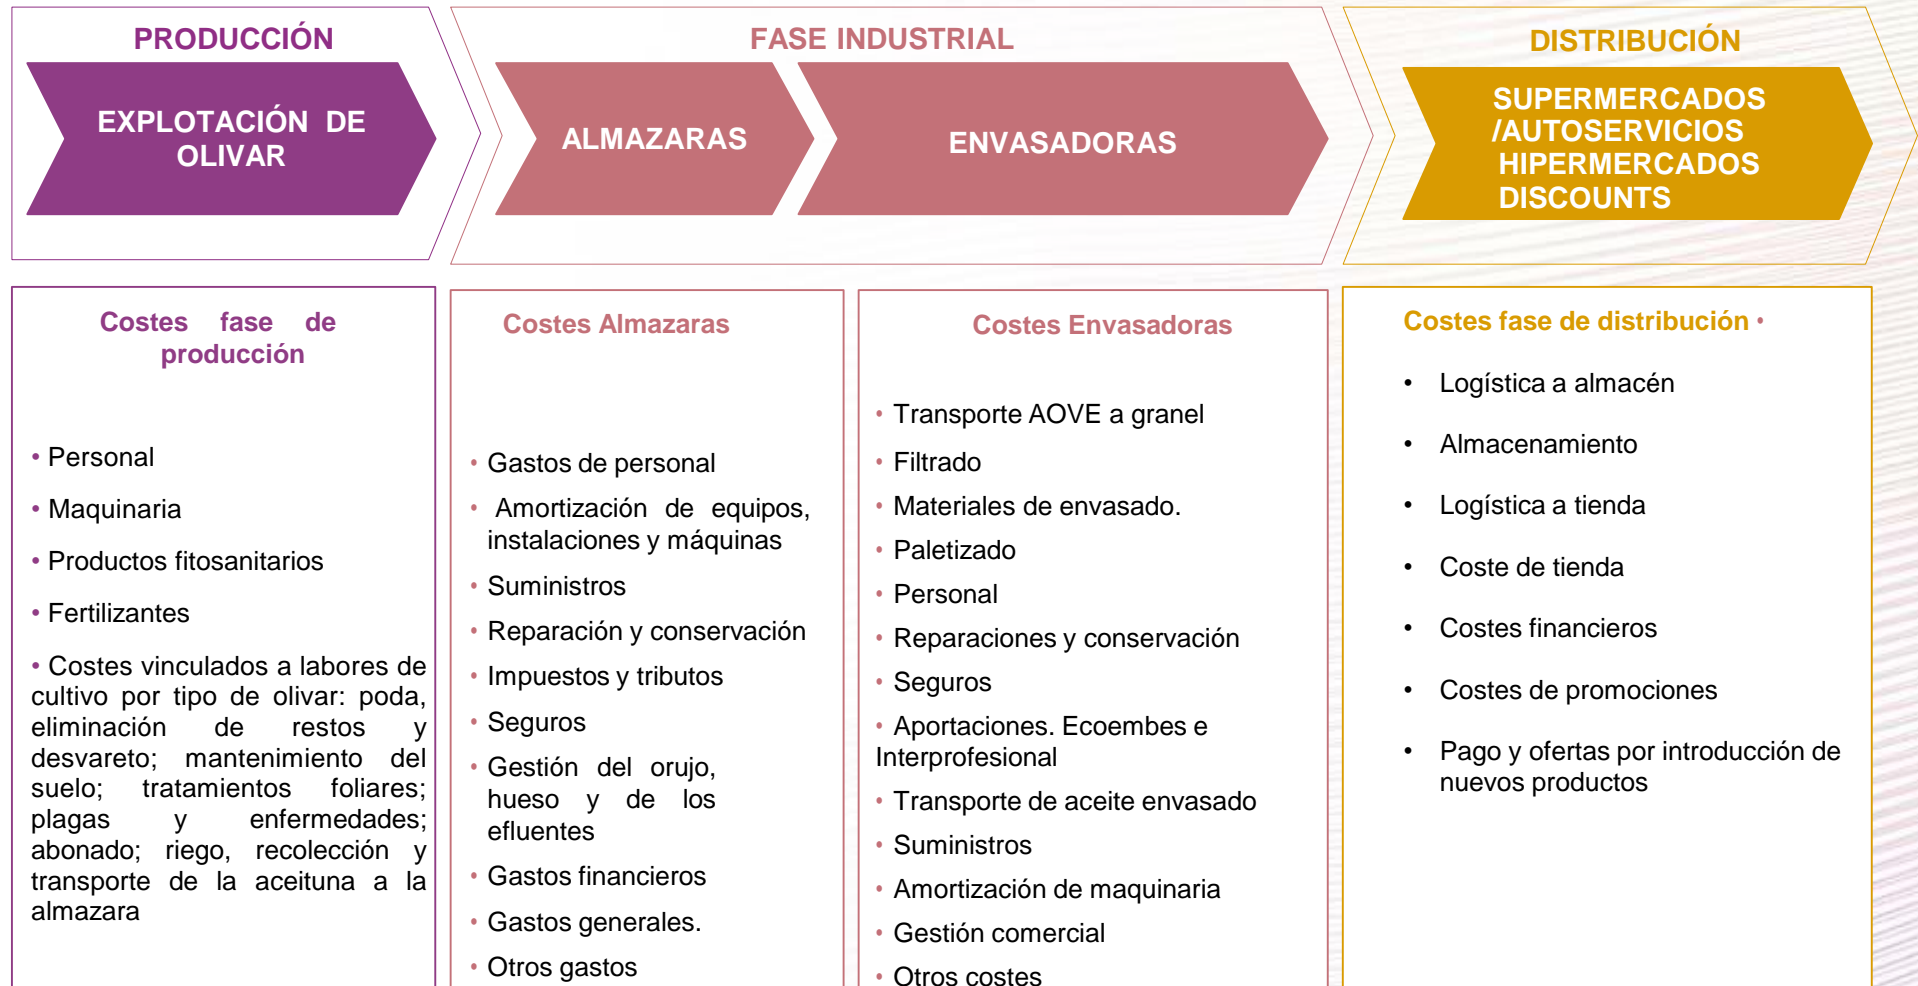 PRODUCCIÓN
EXPLOTACIÓN DE
OLIVAR
FASE INDUSTRIAL
ALMAZARAS
ENVASADORAS
DISTRIBUCIÓN
SUPERMERCADOS
/AUTOSERVICIOS
HIPERMERCADOS
DISCOUNTS
Costes fase de
producción
• Personal
• Maquinaria
• Productos fitosanitarios
• Fertilizantes
• Costes vinculados a labores de
cultivo por tipo de olivar: poda,
eliminación de restos y
desvareto; mantenimiento del
suelo; tratamientos foliares;
plagas y enfermedades;
abonado; riego, recolección y
transporte de la aceituna a la
almazara
Costes Almazaras
• Gastos de personal
• Amortización de equipos,
instalaciones y máquinas
• Suministros
• Reparación y conservación
• Impuestos y tributos
• Seguros
• Gestión del orujo,
hueso y de los
efluentes
• Gastos financieros
• Gastos generales.
• Otros gastos
Costes Envasadoras
• Transporte AOVE a granel
• Filtrado
• Materiales de envasado.
• Paletizado
• Personal
• Reparaciones y conservación
• Seguros
• Aportaciones. Ecoembes e
Interprofesional
• Transporte de aceite envasado
• Suministros
• Amortización de maquinaria
• Gestión comercial
• Otros costes
Costes fase de distribución •
• Logística a almacén
• Almacenamiento
• Logística a tienda
• Coste de tienda
• Costes financieros
• Costes de promociones
• Pago y ofertas por introducción de
nuevos productos